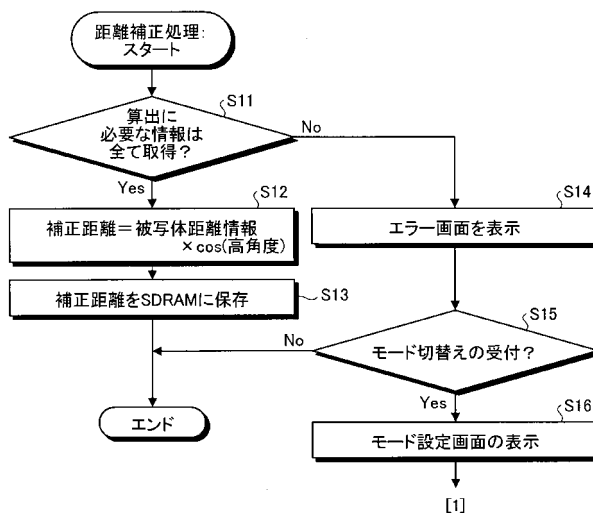 距離補正処理:
スタート
S11
算出に
必要な情報は
全て取得？
No
Yes
S12
補正距離＝被写体距離情報
×cos(高角度)
S14
エラー画面を表示
S13
補正距離をSDRAMに保存
S15
モード切替えの受付？
No
Yes
エンド
S16
モード設定画面の表示
[1]